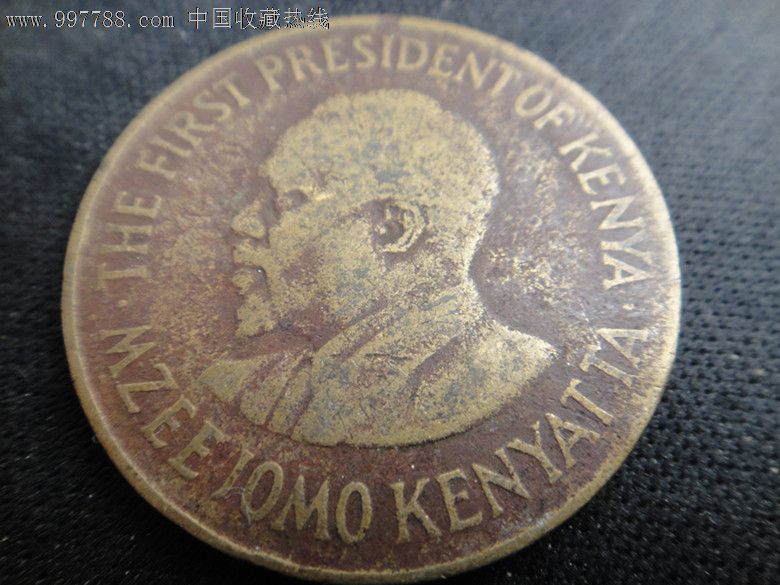 www.997788.com 中国收藏热线
· THE FIRST PRESIDENT OF KENYA ·
MZEE JOMO KENYATTA